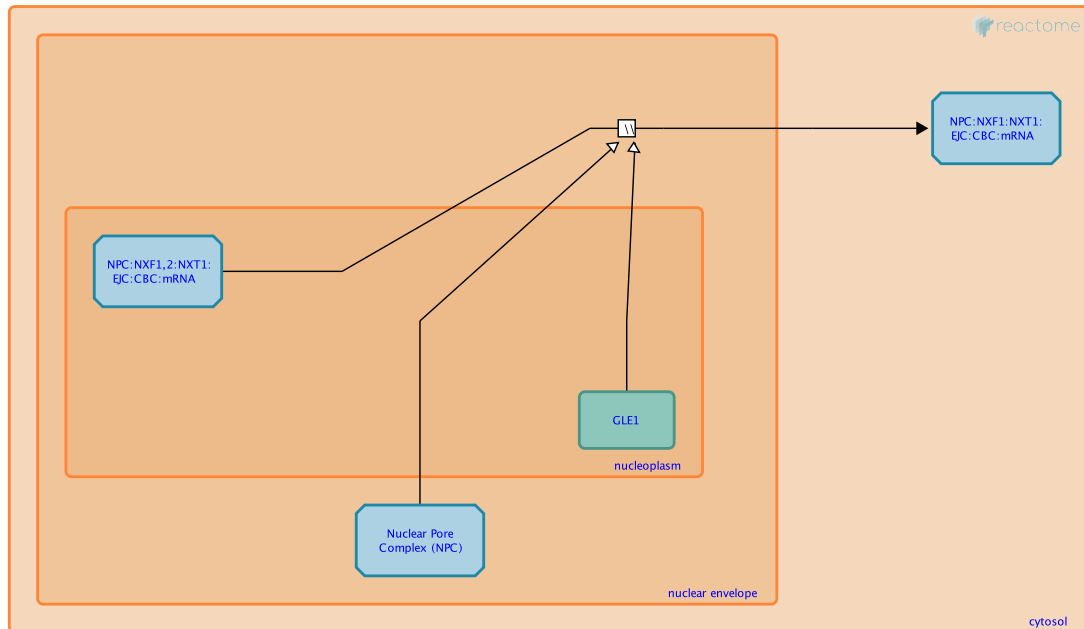 reactome
NPC:NXF1:NXT1:
EJC:CBC:mRNA
\\
NPC:NXF1,2:NXT1:
EJC:CBC:mRNA
GLE1
nucleoplasm
Nuclear Pore
Complex (NPC)
nuclear envelope
cytosol